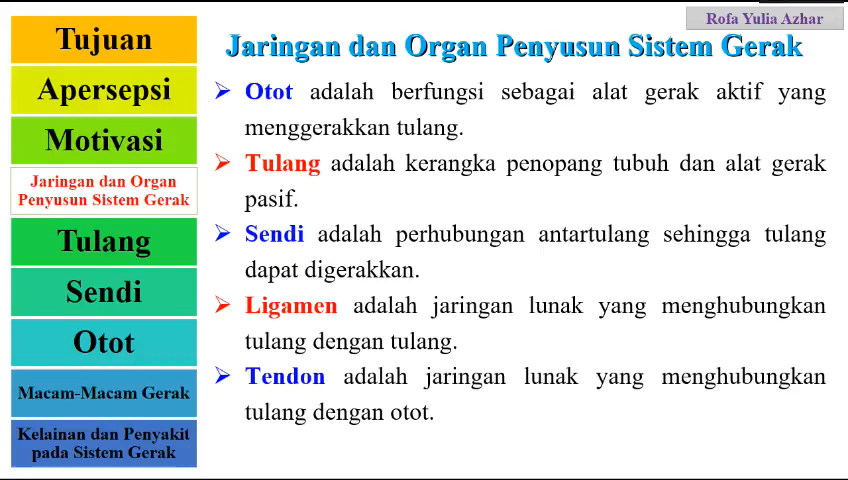 Rofa Yulia Azhar
Jaringan dan Organ Penyusun Sistem Gerak
Tujuan
Apersepsi
Motivasi
Jaringan dan Organ
Penyusun Sistem Gerak
Tulang
Sendi
Otot
Macam-Macam Gerak
Kelainan dan Penyakit
pada Sistem Gerak
Otot adalah berfungsi sebagai alat gerak aktif yang
menggerakkan tulang.
Tulang adalah kerangka penopang tubuh dan alat gerak
pasif.
Sendi adalah perhubungan antartulang sehingga tulang
dapat digerakkan.
Ligamen adalah jaringan lunak yang menghubungkan
tulang dengan tulang.
Tendon adalah jaringan lunak yang menghubungkan
tulang dengan otot.